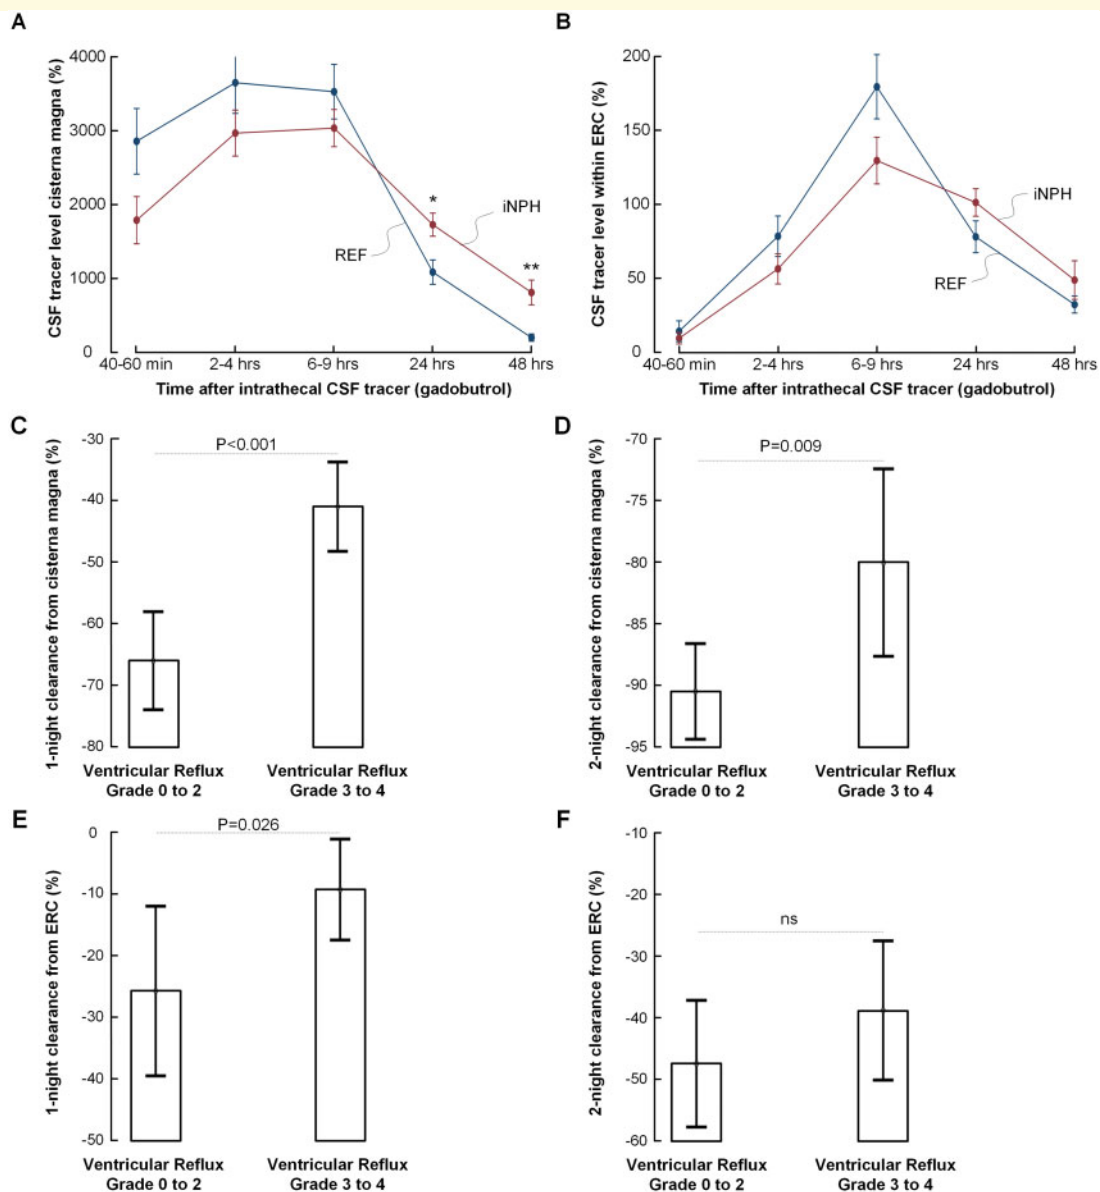 A
CSF tracer level cisterna magna (%)
4000
3000
2000
1000
0
*
**
iNPH
REF
40-60 min 2-4 hrs 6-9 hrs 24 hrs 48 hrs
Time after intrathecal CSF tracer (gadobutrol)
B
CSF tracer level within ERC (%)
200
150
100
50
0
iNPH
REF
40-60 min 2-4 hrs 6-9 hrs 24 hrs 48 hrs
Time after intrathecal CSF tracer (gadobutrol)
C
1-night clearance from cisterna magna (%)
-30
-40
-50
-60
-70
-80
P<0.001
Ventricular Reflux
Grade 0 to 2
Ventricular Reflux
Grade 3 to 4
D
2-night clearance from cisterna magna (%)
-70
-75
-80
-85
-90
-95
P=0.009
Ventricular Reflux
Grade 0 to 2
Ventricular Reflux
Grade 3 to 4
E
1-night clearance from ERC (%)
0
-10
-20
-30
-40
-50
P=0.026
Ventricular Reflux
Grade 0 to 2
Ventricular Reflux
Grade 3 to 4
F
2-night clearance from ERC (%)
-10
-20
-30
-40
-50
-60
ns
Ventricular Reflux
Grade 0 to 2
Ventricular Reflux
Grade 3 to 4